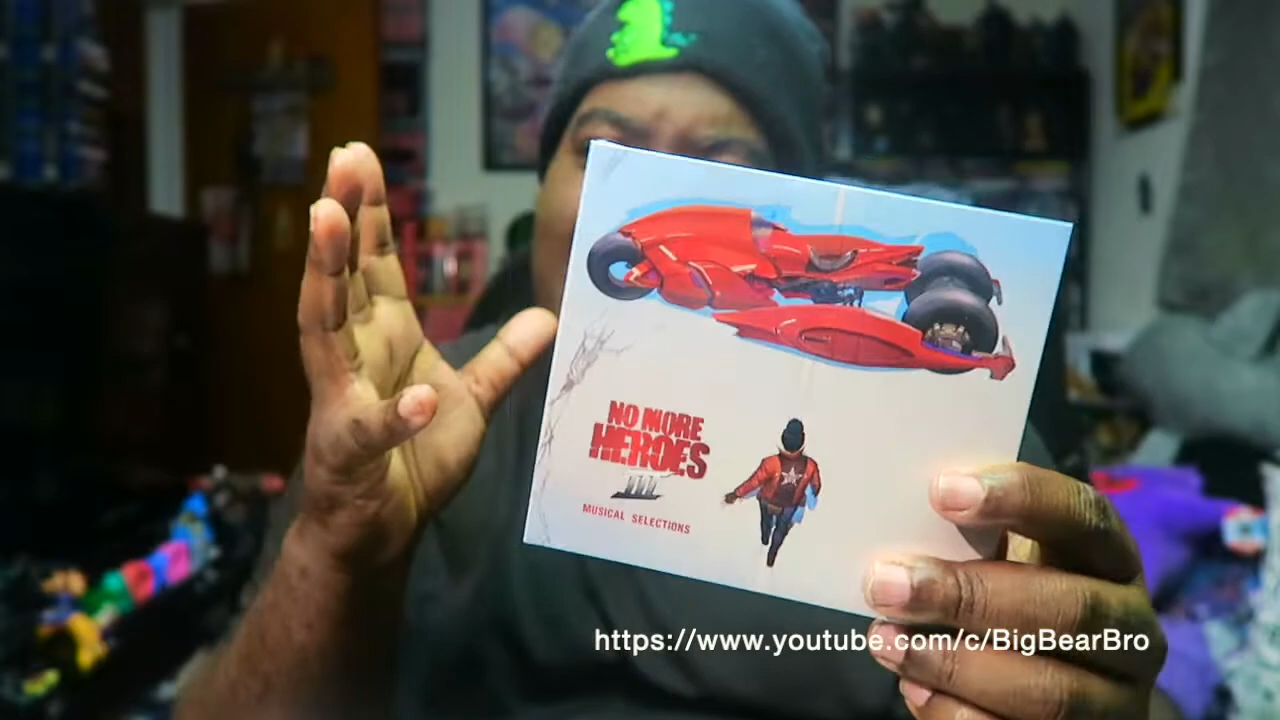 NO MORE
HEROES
III
MUSICAL SELECTIONS
https://www.youtube.com/c/BigBearBro